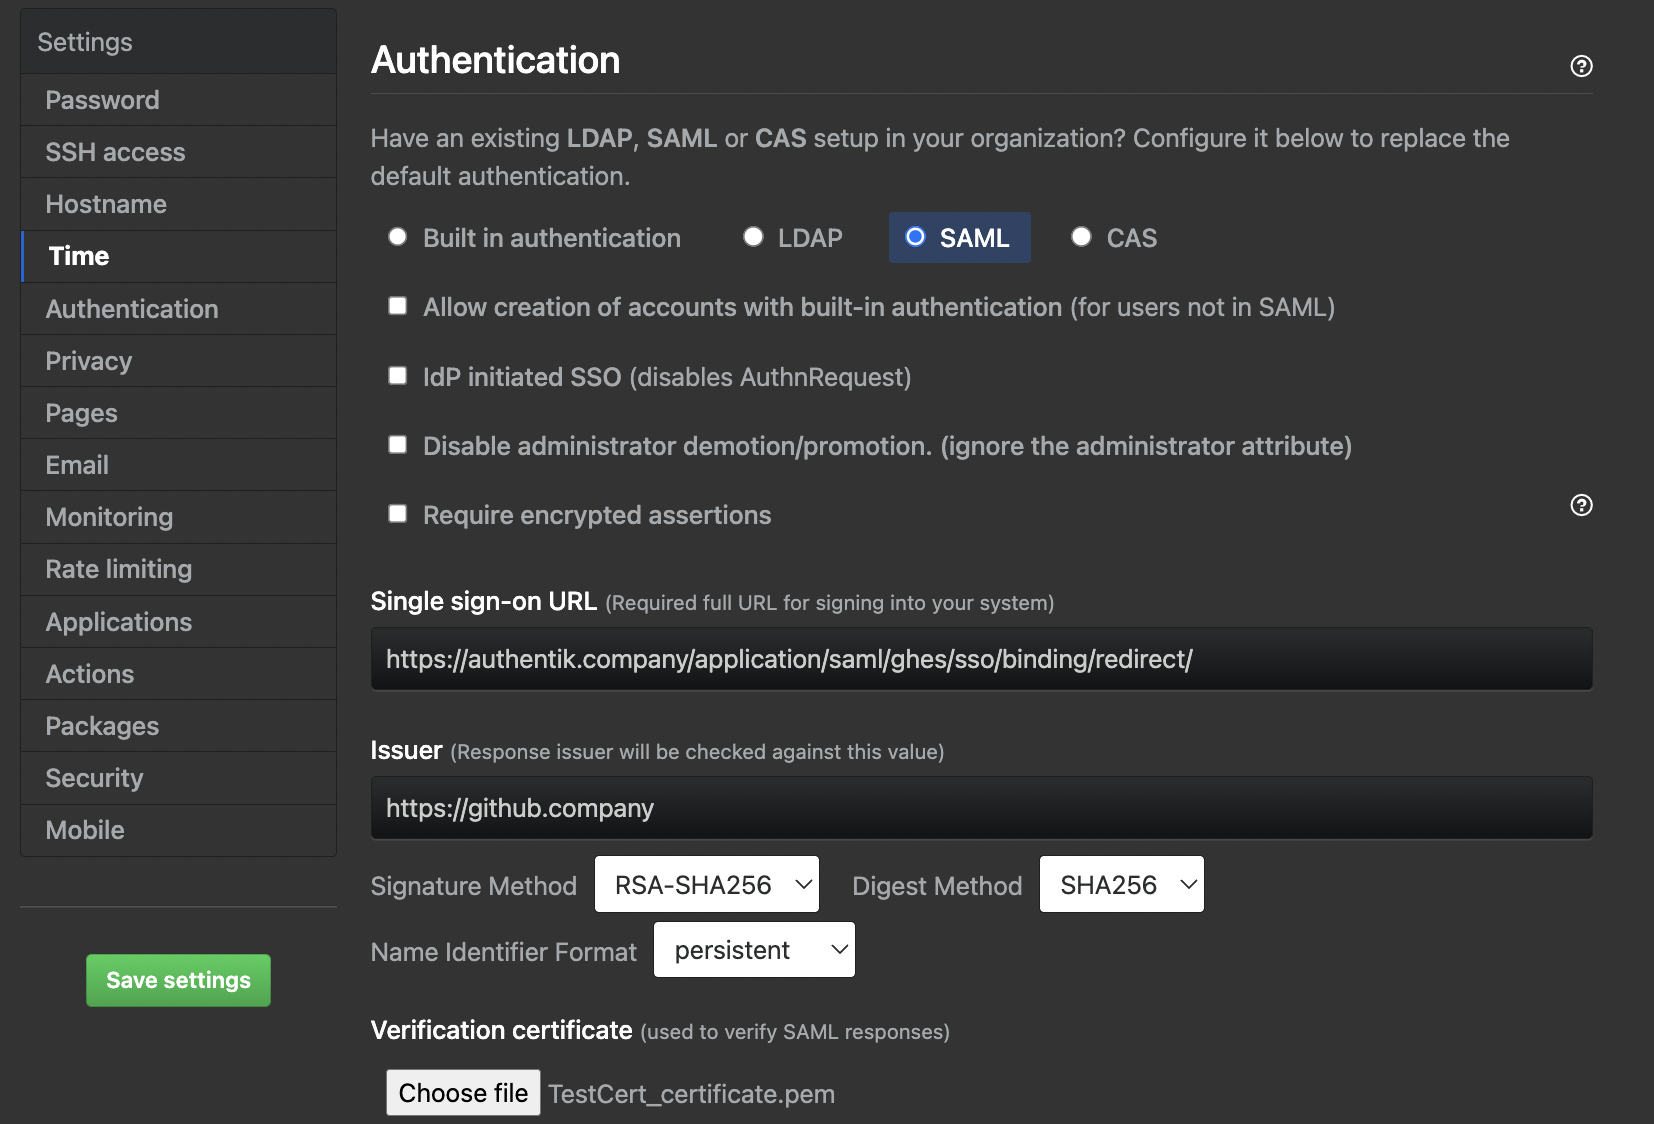 Settings
Password
SSH access
Hostname
Time
Authentication
Privacy
Pages
Email
Monitoring
Rate limiting
Applications
Actions
Packages
Security
Mobile
Save settings
Authentication
Have an existing LDAP, SAML or CAS setup in your organization? Configure it below to replace the
default authentication.
Built in authentication LDAP SAML CAS
Allow creation of accounts with built-in authentication (for users not in SAML)
IdP initiated SSO (disables AuthnRequest)
Disable administrator demotion/promotion. (ignore the administrator attribute)
Require encrypted assertions
Single sign-on URL (Required full URL for signing into your system)
https://authentik.company/application/saml/ghes/sso/binding/redirect/
Issuer (Response issuer will be checked against this value)
https://github.company
Signature Method RSA-SHA256 Digest Method SHA256
Name Identifier Format persistent
Verification certificate (used to verify SAML responses)
Choose file TestCert_certificate.pem